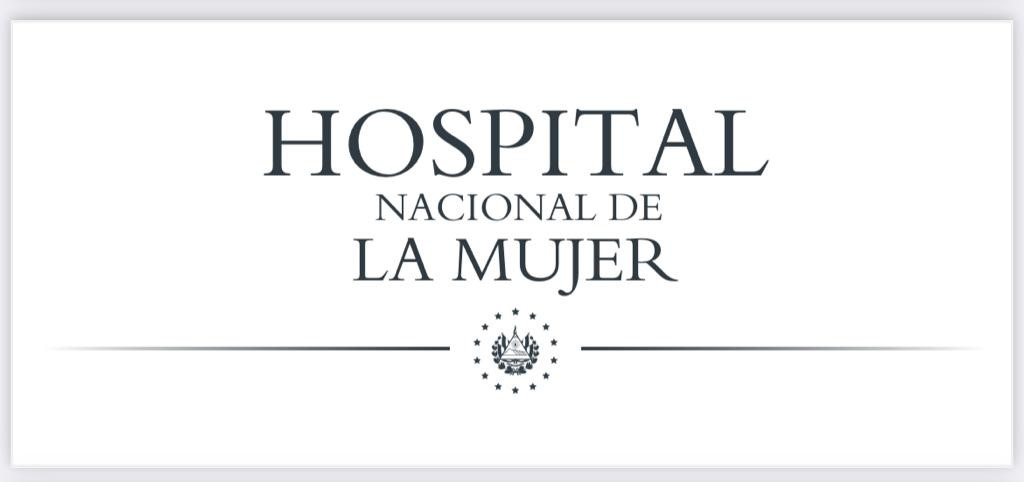 HOSPITAL
NACIONAL DE
LA MUJER